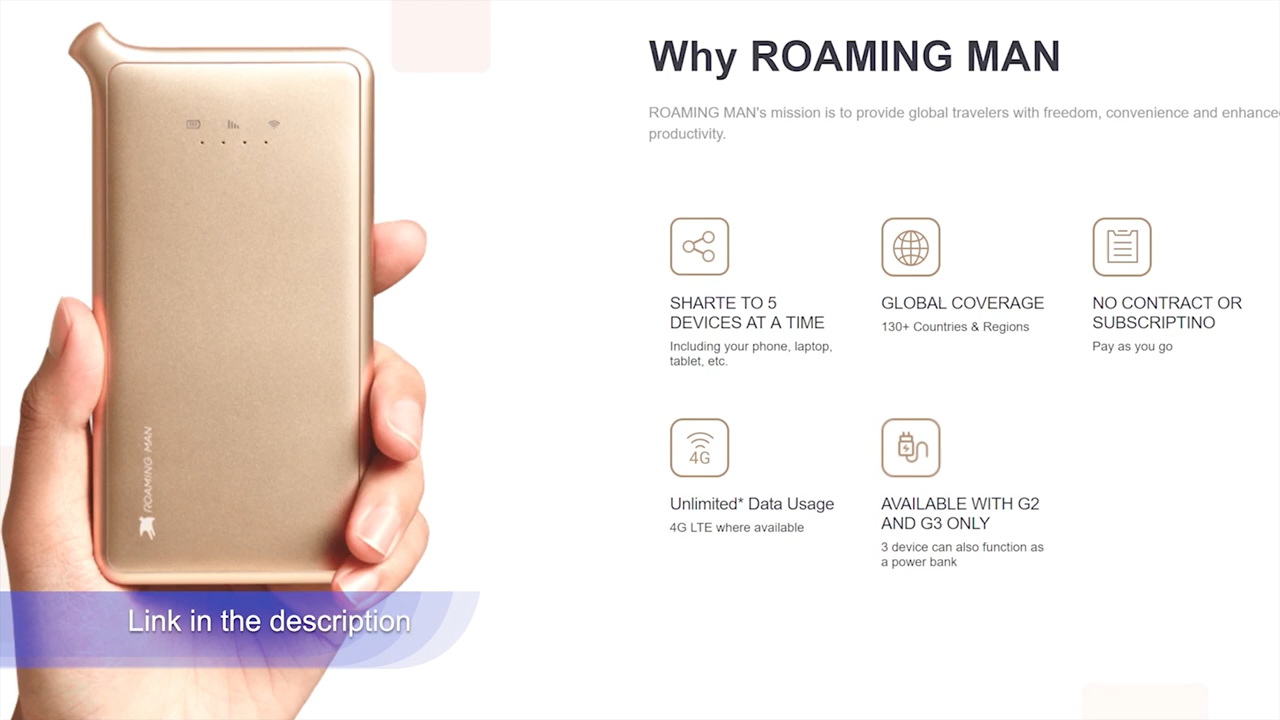 Why ROAMING MAN
ROAMING MAN's mission is to provide global travelers with freedom, convenience and enhanced
productivity.
SHARTE TO 5
DEVICES AT A TIME
Including your phone, laptop,
tablet, etc.
GLOBAL COVERAGE
130+ Countries & Regions
NO CONTRACT OR
SUBSCRIPTINO
Pay as you go
4G
Unlimited* Data Usage
4G LTE where available
AVAILABLE WITH G2
AND G3 ONLY
3 device can also function as
a power bank
ROAMING MAN
Link in the description